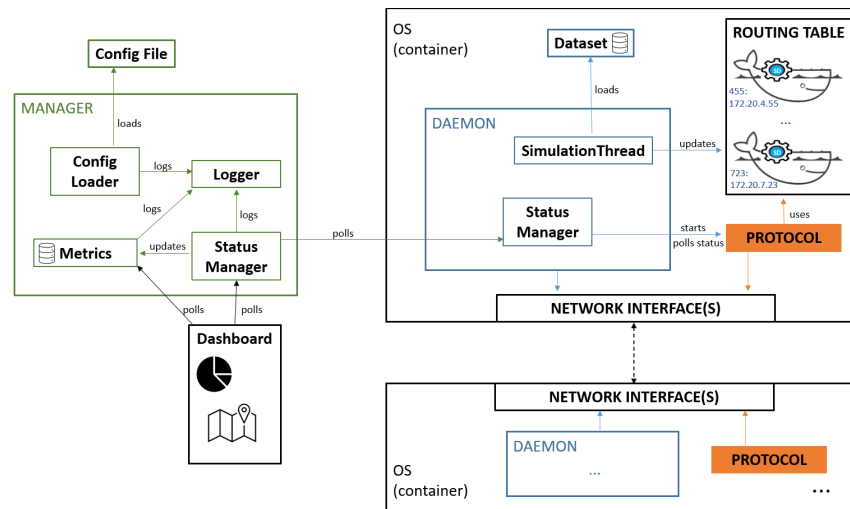 Config File
loads
MANAGER
Config
Loader
logs
Logger
logs
logs
Metrics
updates
Status
Manager
polls
polls
polls
Dashboard
OS
(container)
Dataset
loads
DAEMON
SimulationThread
updates
Status
Manager
starts
polls status
ROUTING TABLE
SD
455:
172.20.4.55
...
SD
723:
172.20.7.23
uses
PROTOCOL
NETWORK INTERFACE(S)
NETWORK INTERFACE(S)
OS
(container)
DAEMON
...
PROTOCOL
...